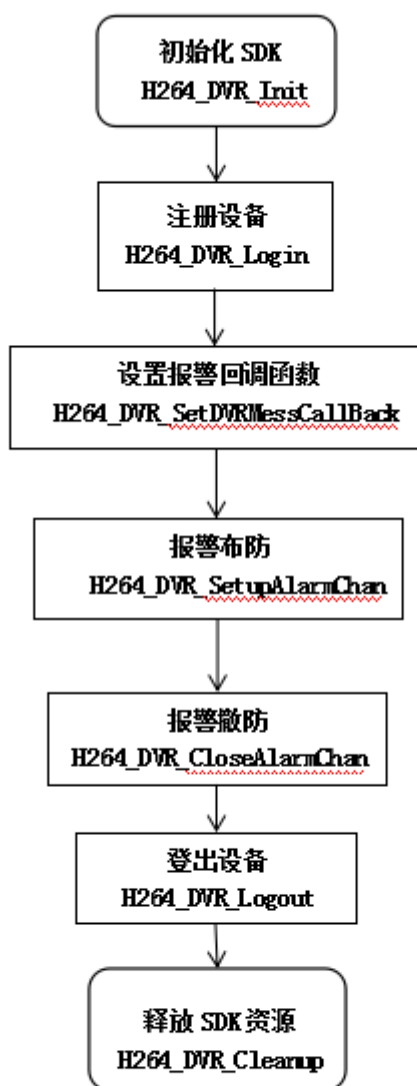 初始化 SDK
H264_DVR_Init
注册设备
H264_DVR_Login
设置报警回调函数
H264_DVR_SetDVRMessCallBack
报警布防
H264_DVR_SetupAlarmChan
报警撤防
H264_DVR_CloseAlarmChan
登出设备
H264_DVR_Logout
释放 SDK 资源
H264_DVR_Cleanup